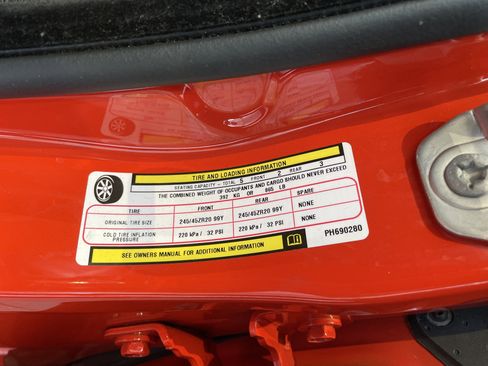 TIRE AND LOADING INFORMATION
SEATING CAPACITY - TOTAL 5 FRONT 2 REAR 3
THE COMBINED WEIGHT OF OCCUPANTS AND CARGO SHOULD NEVER EXCEED
392 KG OR 865 LB
TIRE FRONT REAR SPARE
ORIGINAL TIRE SIZE 245/45ZR20 99Y 245/45ZR20 99Y NONE
COLD TIRE INFLATION PRESSURE 220 kPa / 32 PSI 220 kPa / 32 PSI NONE
SEE OWNERS MANUAL FOR ADDITIONAL INFORMATION PH690280